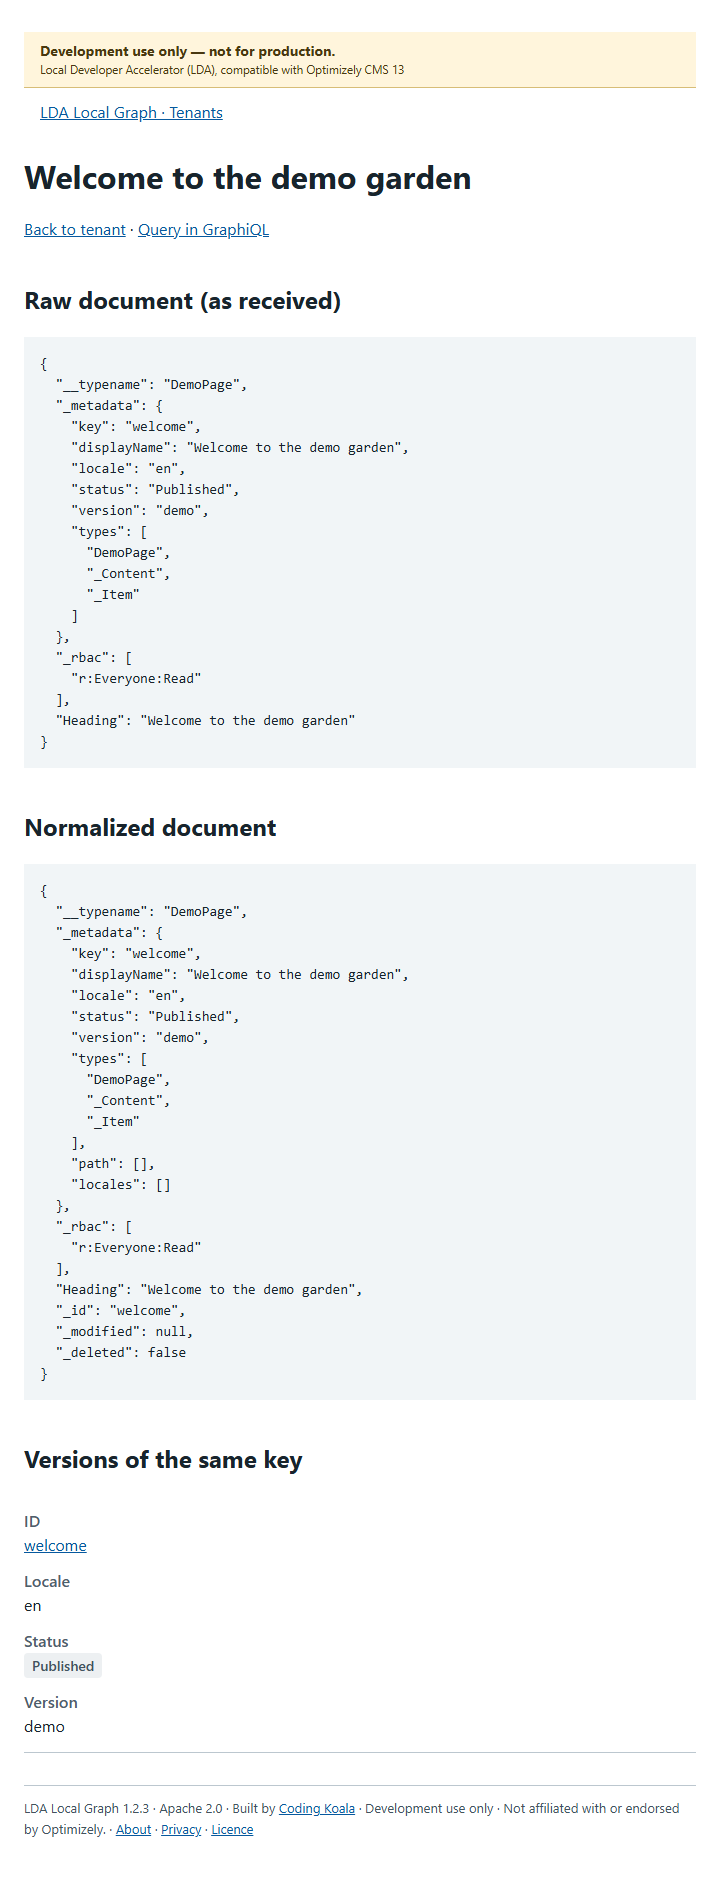 Development use only — not for production.
Local Developer Accelerator (LDA), compatible with Optimizely CMS 13
LDA Local Graph · Tenants
Welcome to the demo garden
Back to tenant · Query in GraphiQL
Raw document (as received)
{
  "__typename": "DemoPage",
  "_metadata": {
    "key": "welcome",
    "displayName": "Welcome to the demo garden",
    "locale": "en",
    "status": "Published",
    "version": "demo",
    "types": [
      "DemoPage",
      "_Content",
      "_Item"
    ]
  },
  "_rbac": [
    "r:Everyone:Read"
  ],
  "Heading": "Welcome to the demo garden"
}
Normalized document
{
  "__typename": "DemoPage",
  "_metadata": {
    "key": "welcome",
    "displayName": "Welcome to the demo garden",
    "locale": "en",
    "status": "Published",
    "version": "demo",
    "types": [
      "DemoPage",
      "_Content",
      "_Item"
    ],
    "path": [],
    "locales": []
  },
  "_rbac": [
    "r:Everyone:Read"
  ],
  "Heading": "Welcome to the demo garden",
  "_id": "welcome",
  "_modified": null,
  "_deleted": false
}
Versions of the same key
ID
welcome
Locale
en
Status
Published
Version
demo
LDA Local Graph 1.2.3 · Apache 2.0 · Built by Coding Koala · Development use only · Not affiliated with or endorsed
by Optimizely. · About · Privacy · Licence